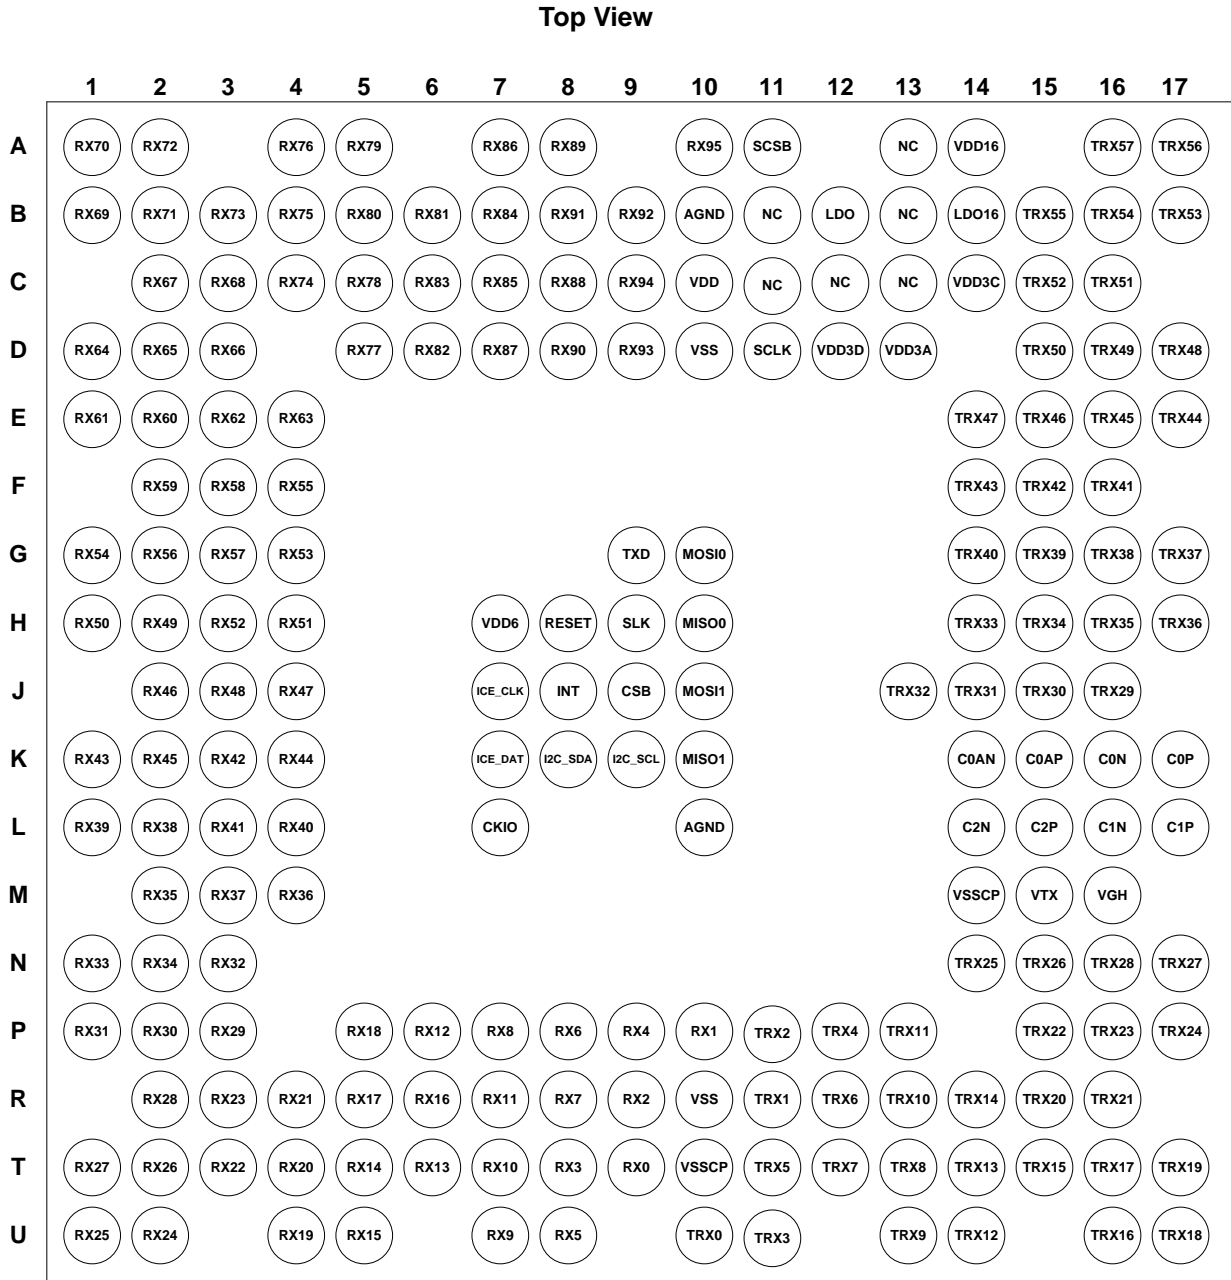 Top View
1 2 3 4 5 6 7 8 9 10 11 12 13 14 15 16 17
A RX70 RX72 RX76 RX79 RX86 RX89 RX95 SCSB NC VDD16 TRX57 TRX56
B RX69 RX71 RX73 RX75 RX80 RX81 RX84 RX91 RX92 AGND NC LDO NC LDO16 TRX55 TRX54 TRX53
C RX67 RX68 RX74 RX78 RX83 RX85 RX88 RX94 VDD NC NC NC VDD3C TRX52 TRX51
D RX64 RX65 RX66 RX77 RX82 RX87 RX90 RX93 VSS SCLK VDD3D VDD3A TRX50 TRX49 TRX48
E RX61 RX60 RX62 RX63 TRX47 TRX46 TRX45 TRX44
F RX59 RX58 RX55 TRX43 TRX42 TRX41
G RX54 RX56 RX57 RX53 TXD MOSI0 TRX40 TRX39 TRX38 TRX37
H RX50 RX49 RX52 RX51 VDD6 RESET SLK MISO0 TRX33 TRX34 TRX35 TRX36
J RX46 RX48 RX47 ICE_CLK INT CSB MOSI1 TRX32 TRX31 TRX30 TRX29
K RX43 RX45 RX42 RX44 ICE_DAT I2C_SDA I2C_SCL MISO1 C0AN C0AP C0N C0P
L RX39 RX38 RX41 RX40 CKIO AGND C2N C2P C1N C1P
M RX35 RX37 RX36 VSSCP VTX VGH
N RX33 RX34 RX32 TRX25 TRX26 TRX28 TRX27
P RX31 RX30 RX29 RX18 RX12 RX8 RX6 RX4 RX1 TRX2 TRX4 TRX11 TRX22 TRX23 TRX24
R RX28 RX23 RX21 RX17 RX16 RX11 RX7 RX2 VSS TRX1 TRX6 TRX10 TRX14 TRX20 TRX21
T RX27 RX26 RX22 RX20 RX14 RX13 RX10 RX3 RX0 VSSCP TRX5 TRX7 TRX8 TRX13 TRX15 TRX17 TRX19
U RX25 RX24 RX19 RX15 RX9 RX5 TRX0 TRX3 TRX9 TRX12 TRX16 TRX18